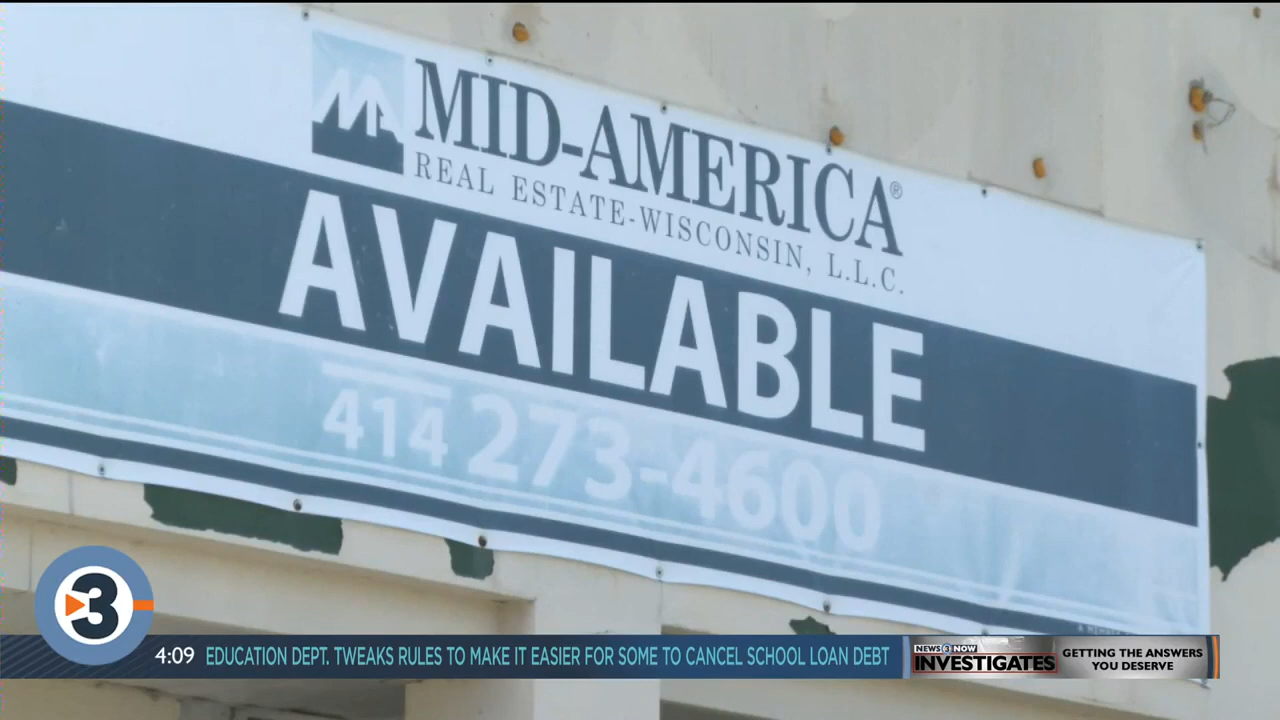 MID-AMERICA®
REAL ESTATE-WISCONSIN, L.L.C.
AVAILABLE
414 273-4600
3
4:09 EDUCATION DEPT. TWEAKS RULES TO MAKE IT EASIER FOR SOME TO CANCEL SCHOOL LOAN DEBT
NEWS 3 NOW
INVESTIGATES
GETTING THE ANSWERS
YOU DESERVE